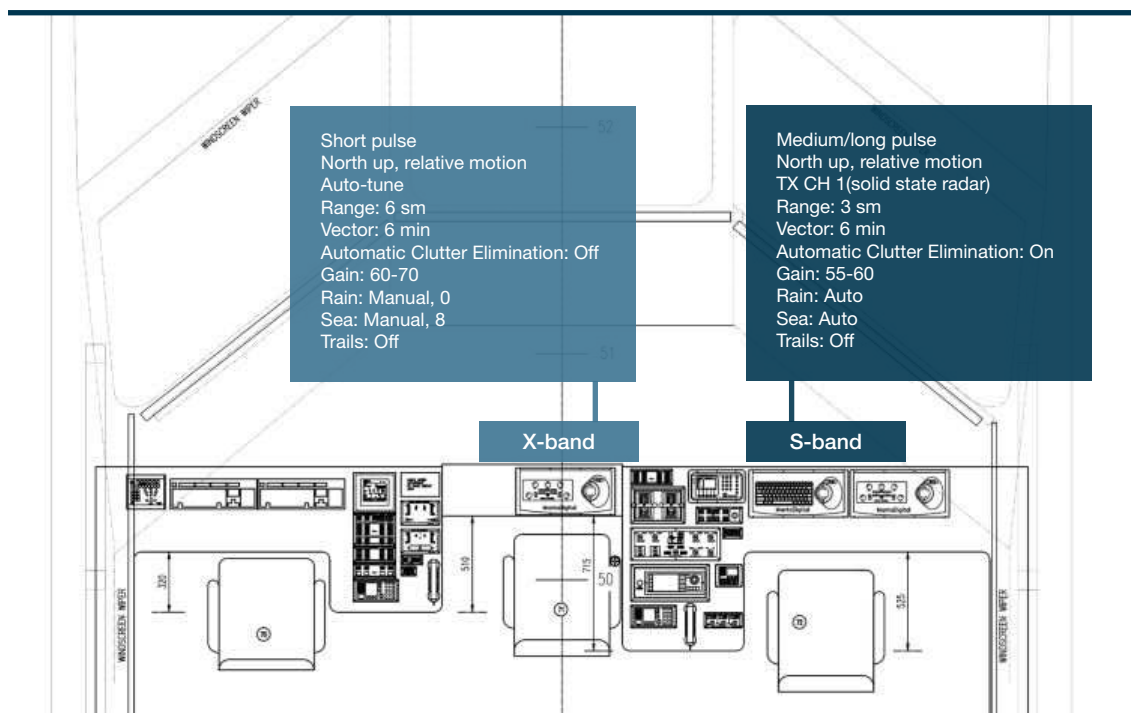 WINDSCREEN WIPER
52
Short pulse
North up, relative motion
Auto-tune
Range: 6 sm
Vector: 6 min
Automatic Clutter Elimination: Off
Gain: 60-70
Rain: Manual, 0
Sea: Manual, 8
Trails: Off
Medium/long pulse
North up, relative motion
TX CH 1(solid state radar)
Range: 3 sm
Vector: 6 min
Automatic Clutter Elimination: On
Gain: 55-60
Rain: Auto
Sea: Auto
Trails: Off
51
X-band
S-band
320
510
715
50
525
WINDSCREEN WIPER
WINDSCREEN WIPER